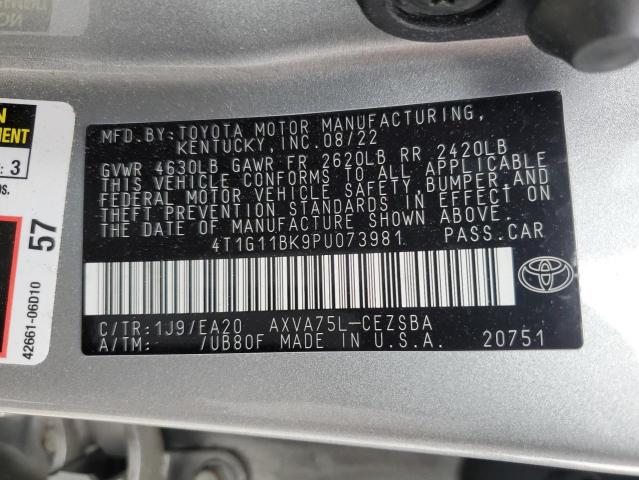 MFD.BY:TOYOTA MOTOR MANUFACTURING,
KENTUCKY, INC.08/22
GVWR 4630LB GAWR FR 2620LB RR 2420LB
THIS VEHICLE CONFORMS TO ALL APPLICABLE
FEDERAL MOTOR VEHICLE SAFETY, BUMPER, AND
THEFT PREVENTION STANDARDS IN EFFECT ON
THE DATE OF MANUFACTURE SHOWN ABOVE.
4T1G11BK9PU073981 PASS.CAR
C/TR:1J9/EA20 AXVA75L-CEZSBA
A/TM: /UB80F MADE IN U.S.A. 20751
: 3
57
42661-06D10